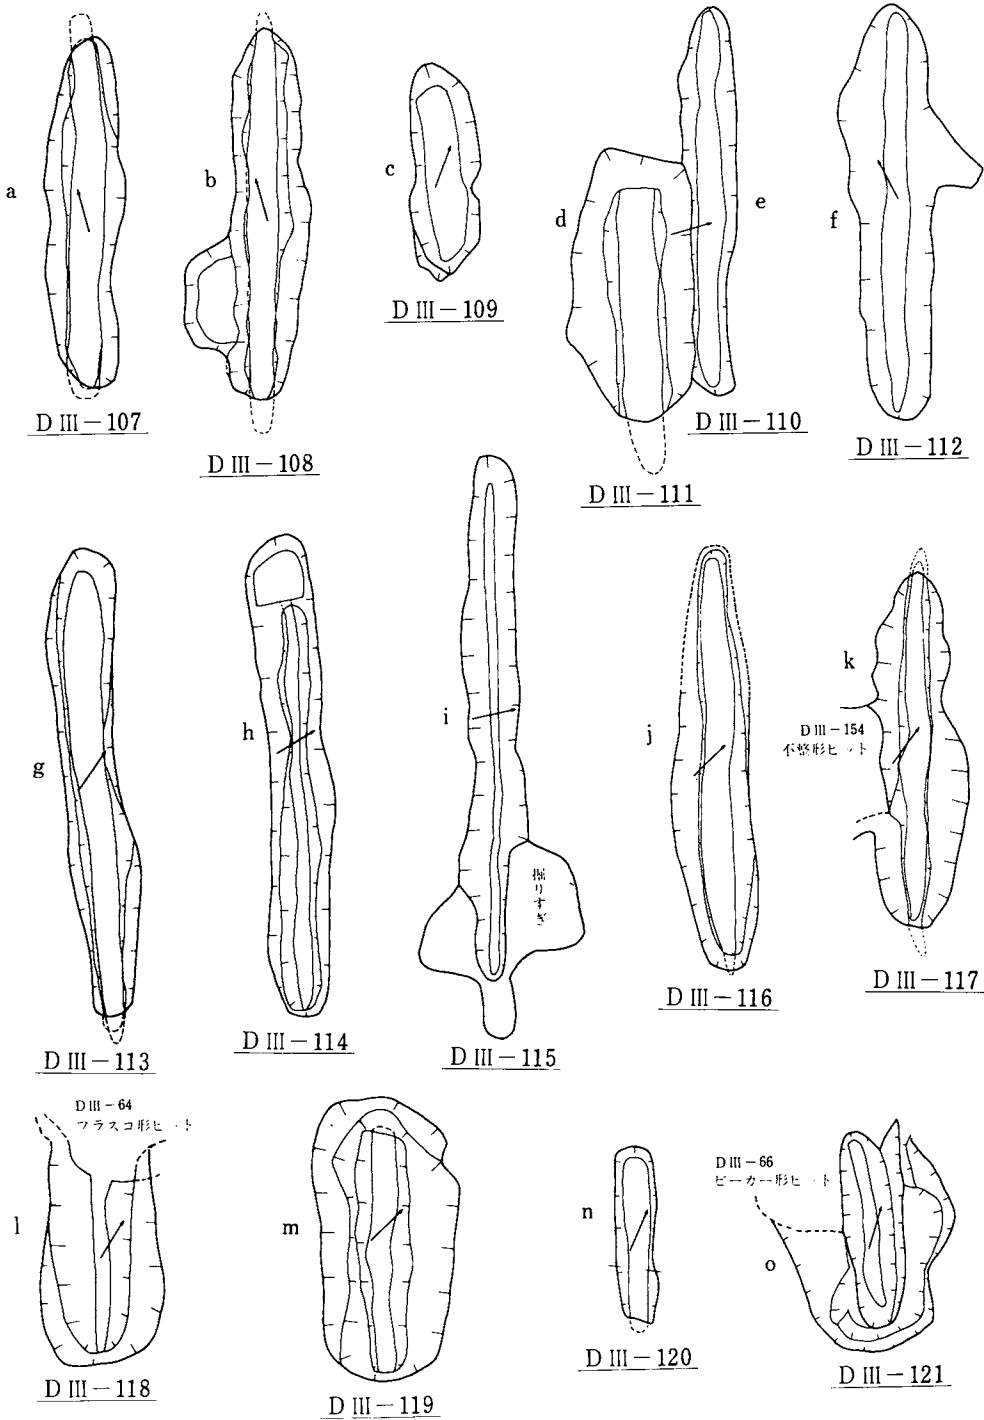 a
D III－107
b
D III－108
c
D III－109
d
D III－111
e
D III－110
f
D III－112
g
D III－113
h
D III－114
i
掘りすぎ
D III－115
j
D III－116
k
D III－154
不整形ピット
D III－117
D III－64
フラスコ形ピット
l
D III－118
m
D III－119
n
D III－120
D III－66
ビーカー形ピット
o
D III－121